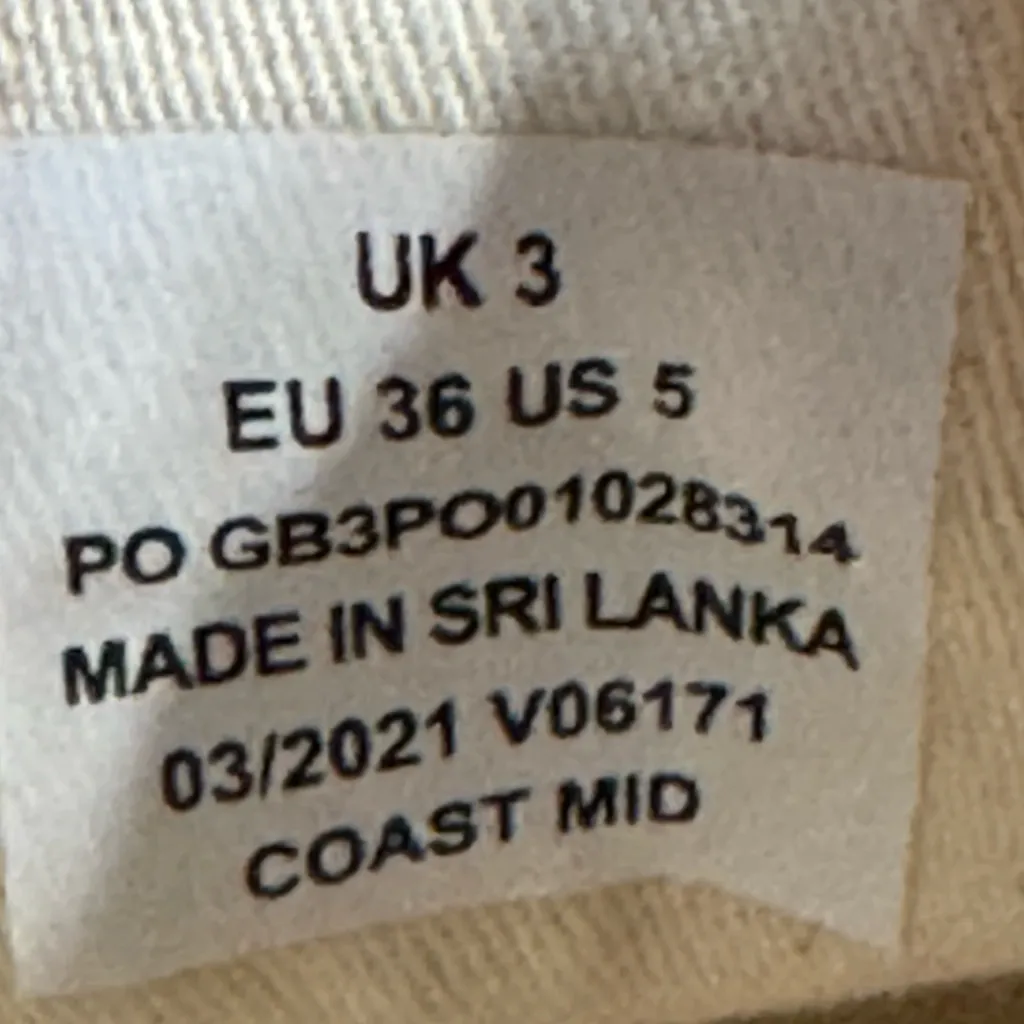 UK 3
EU 36 US 5
PO GB3PO01028314
MADE IN SRI LANKA
03/2021 V06171
COAST MID